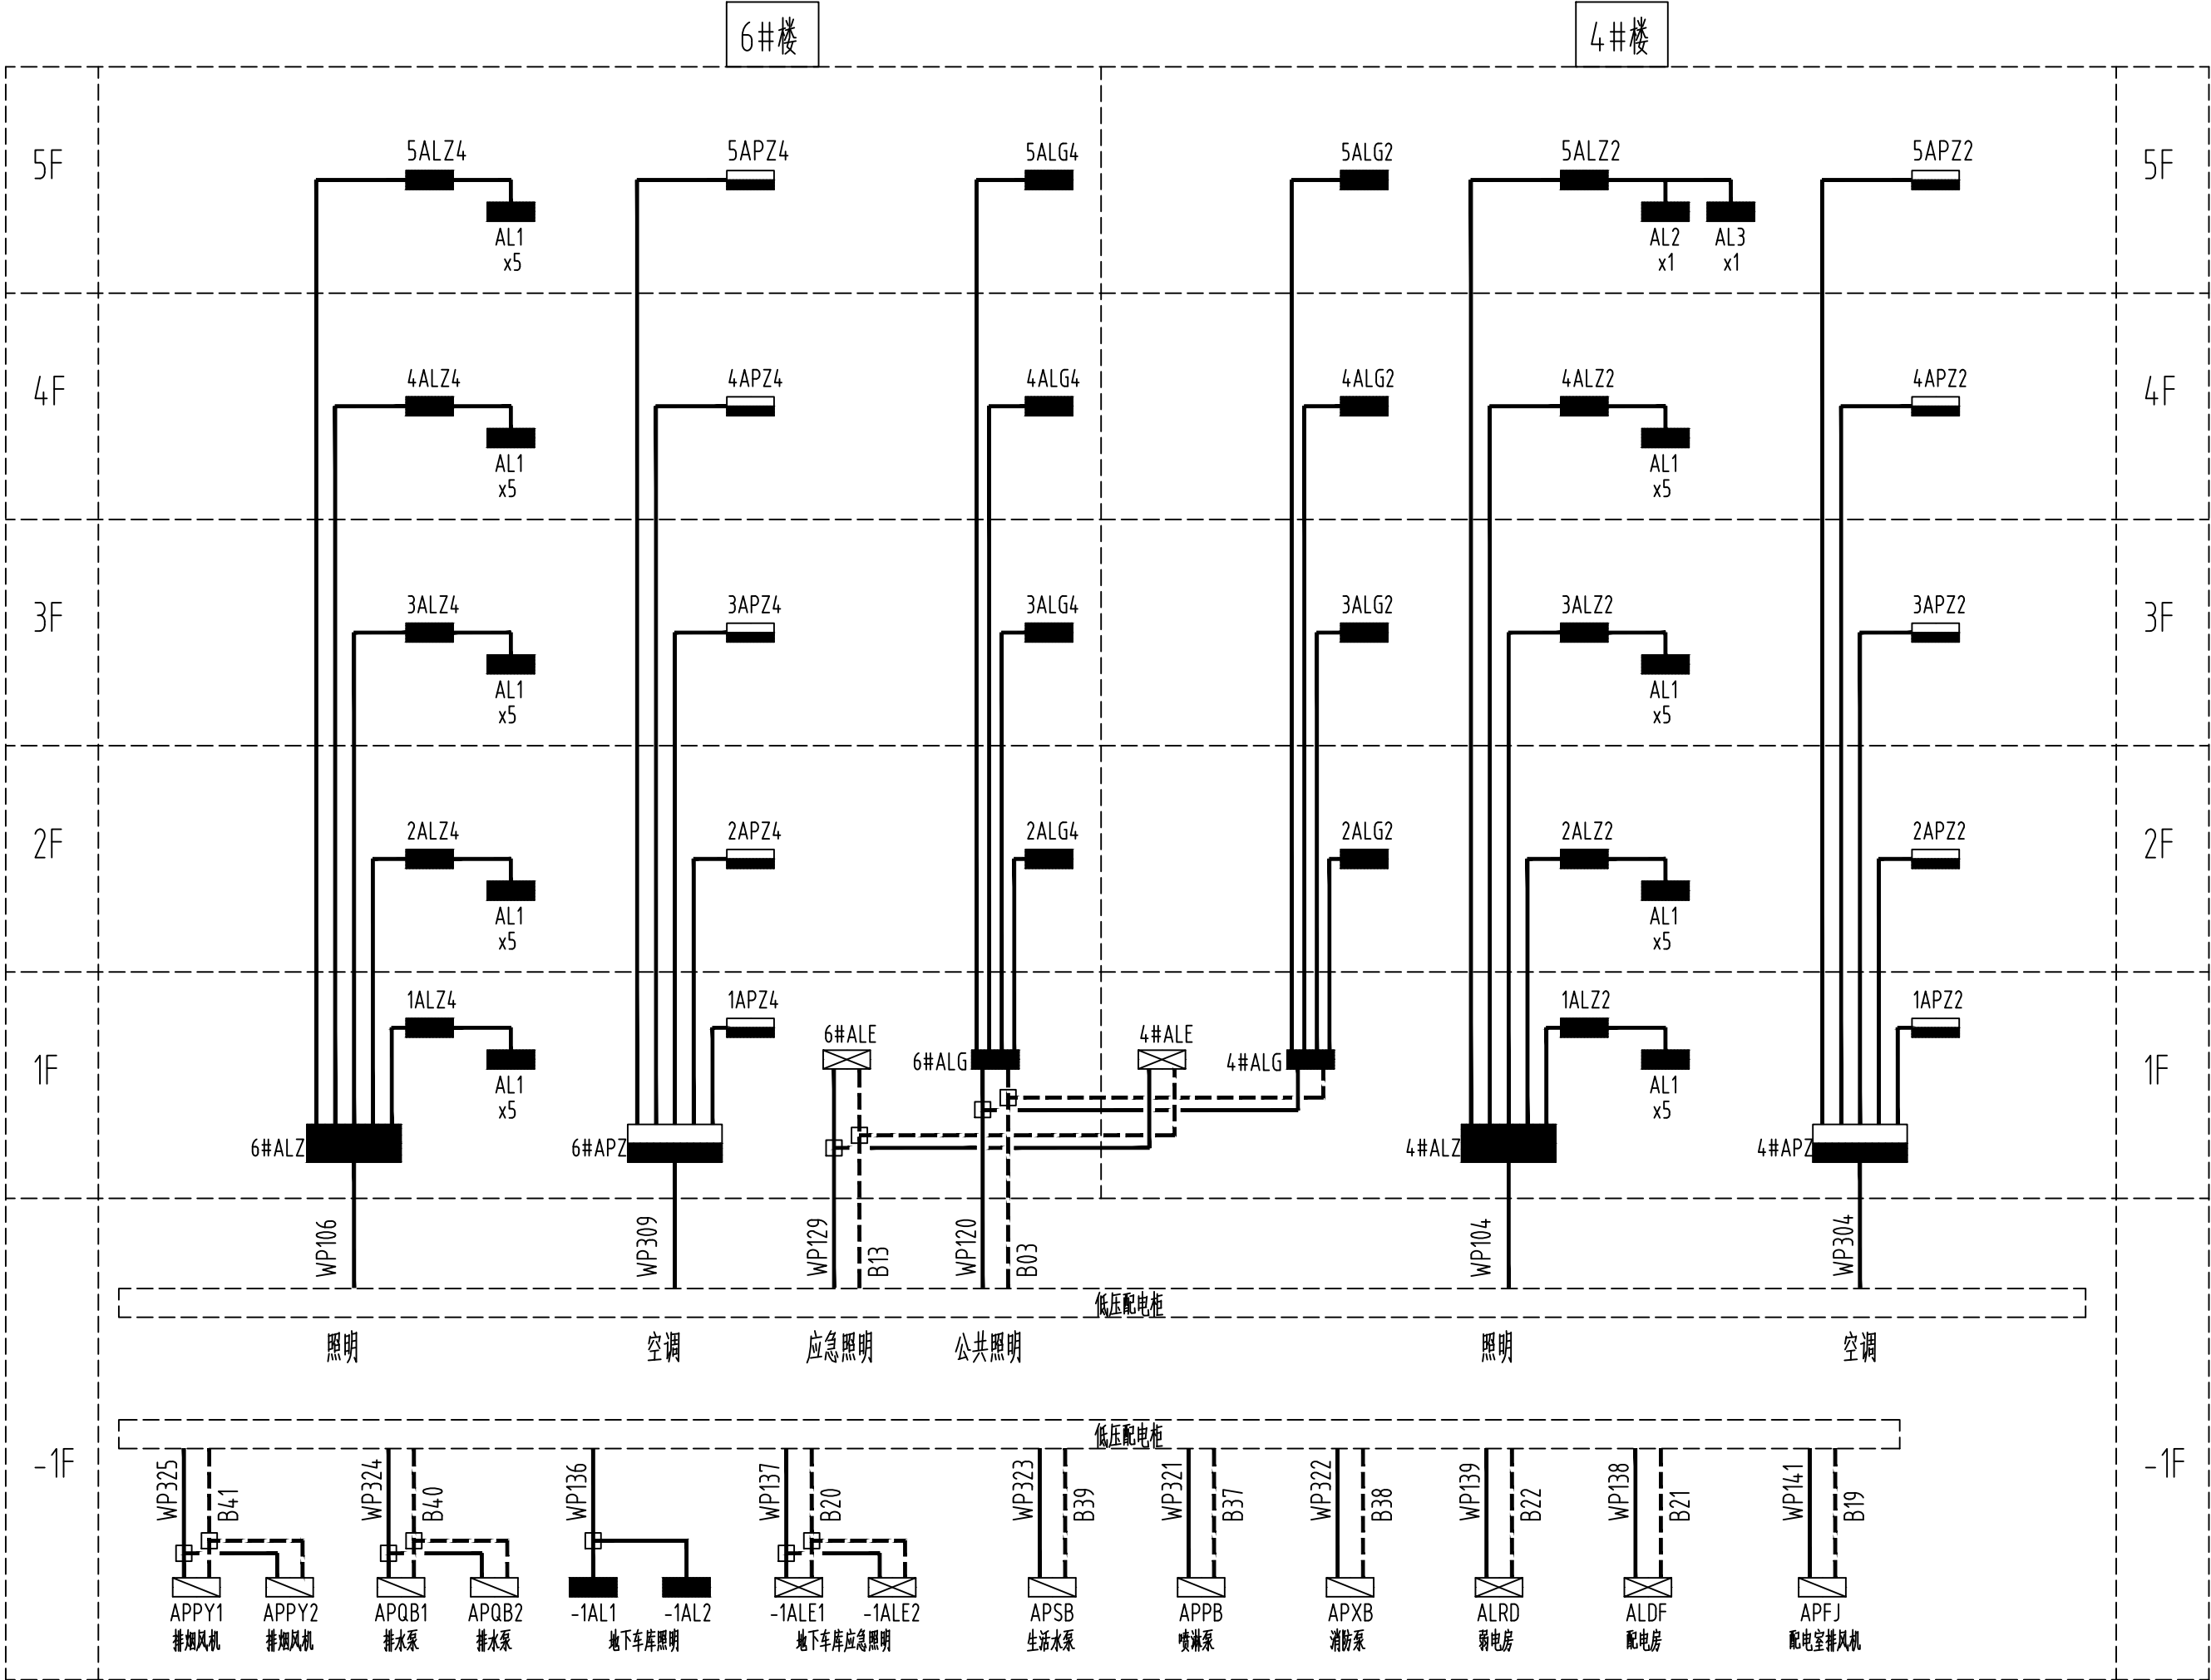 6#楼
4#楼
5F
5ALZ4
5APZ4
5ALG4
5ALG2
5ALZ2
5APZ2
5F
AL1
x5
AL2
x1
AL3
x1
4F
4ALZ4
4APZ4
4ALG4
4ALG2
4ALZ2
4APZ2
4F
AL1
x5
AL1
x5
3F
3ALZ4
3APZ4
3ALG4
3ALG2
3ALZ2
3APZ2
3F
AL1
x5
AL1
x5
2F
2ALZ4
2APZ4
2ALG4
2ALG2
2ALZ2
2APZ2
2F
AL1
x5
AL1
x5
1F
1ALZ4
1APZ4
6#ALE
6#ALG
4#ALE
4#ALG
1ALZ2
1APZ2
1F
AL1
x5
AL1
x5
6#ALZ
6#APZ
4#ALZ
4#APZ
WP106
WP309
WP129
B13
WP120
B03
WP104
WP304
低压配电柜
照明
空调
应急照明
公共照明
照明
空调
低压配电柜
-1F
-1F
WP325
B41
WP324
B40
WP136
WP137
B20
WP323
B39
WP321
B37
WP322
B38
WP139
B22
WP138
B21
WP141
B19
APPY1
APPY2
APQB1
APQB2
-1AL1
-1AL2
-1ALE1
-1ALE2
APSB
APPB
APXB
ALRD
ALDF
APFJ
排烟风机
排烟风机
排水泵
排水泵
地下车库照明
地下车库应急照明
生活水泵
喷淋泵
消防泵
弱电房
配电房
配电室排风机